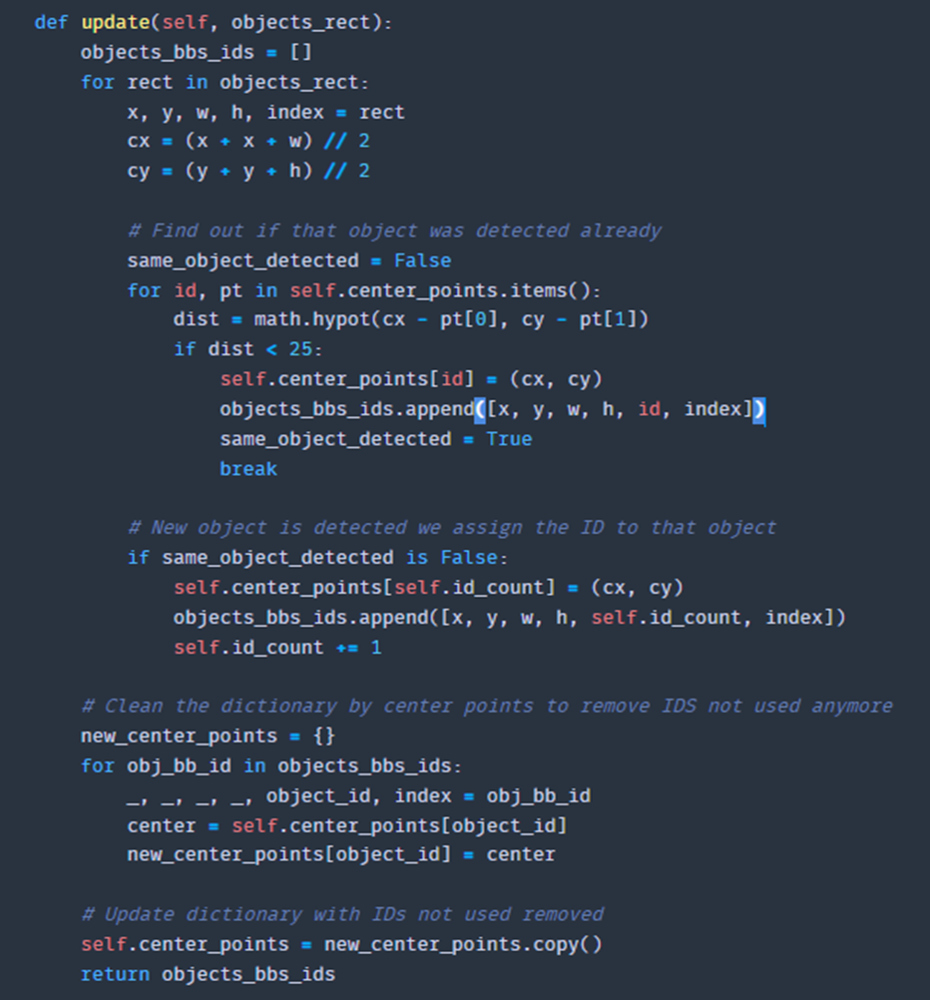 def update(self, objects_rect):
    objects_bbs_ids = []
    for rect in objects_rect:
        x, y, w, h, index = rect
        cx = (x + x + w) // 2
        cy = (y + y + h) // 2

        # Find out if that object was detected already
        same_object_detected = False
        for id, pt in self.center_points.items():
            dist = math.hypot(cx - pt[0], cy - pt[1])
            if dist < 25:
                self.center_points[id] = (cx, cy)
                objects_bbs_ids.append([x, y, w, h, id, index])
                same_object_detected = True
                break

        # New object is detected we assign the ID to that object
        if same_object_detected is False:
            self.center_points[self.id_count] = (cx, cy)
            objects_bbs_ids.append([x, y, w, h, self.id_count, index])
            self.id_count += 1

    # Clean the dictionary by center points to remove IDS not used anymore
    new_center_points = {}
    for obj_bb_id in objects_bbs_ids:
        _, _, _, _, object_id, index = obj_bb_id
        center = self.center_points[object_id]
        new_center_points[object_id] = center

    # Update dictionary with IDs not used removed
    self.center_points = new_center_points.copy()
    return objects_bbs_ids